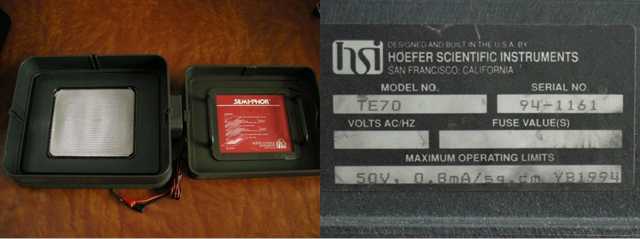 SEMI-PHOR
hsi
DESIGNED AND BUILT IN THE U.S.A. BY
HOEFER SCIENTIFIC INSTRUMENTS
SAN FRANCISCO, CALIFORNIA
MODEL NO.
SERIAL NO
TE70
94-1161
VOLTS AC/HZ
FUSE VALUE(S)
MAXIMUM OPERATING LIMITS
50V, 0.8mA/sq.cm YB1994